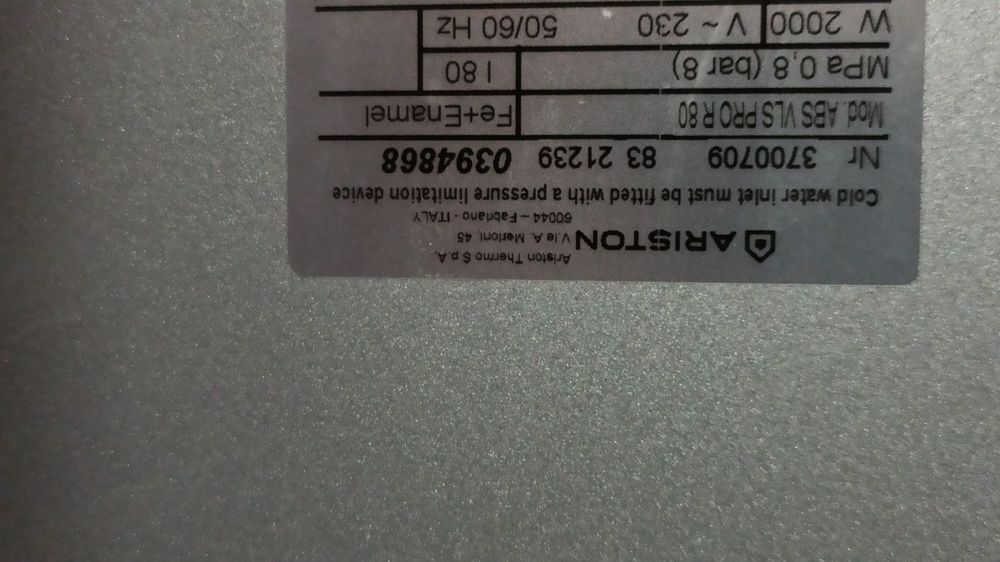 Ariston Thermo S.p.A.
ARISTON V.le A. Merloni, 45
60044 – Fabriano - ITALY
Cold water inlet must be fitted with a pressure limitation device
Nr 3700709 83 21239 0394868
Mod. ABS VLS PRO R 80 Fe+Enamel
MPa 0,8 (bar 8) l 80
W 2000 V ~ 230 50/60 Hz